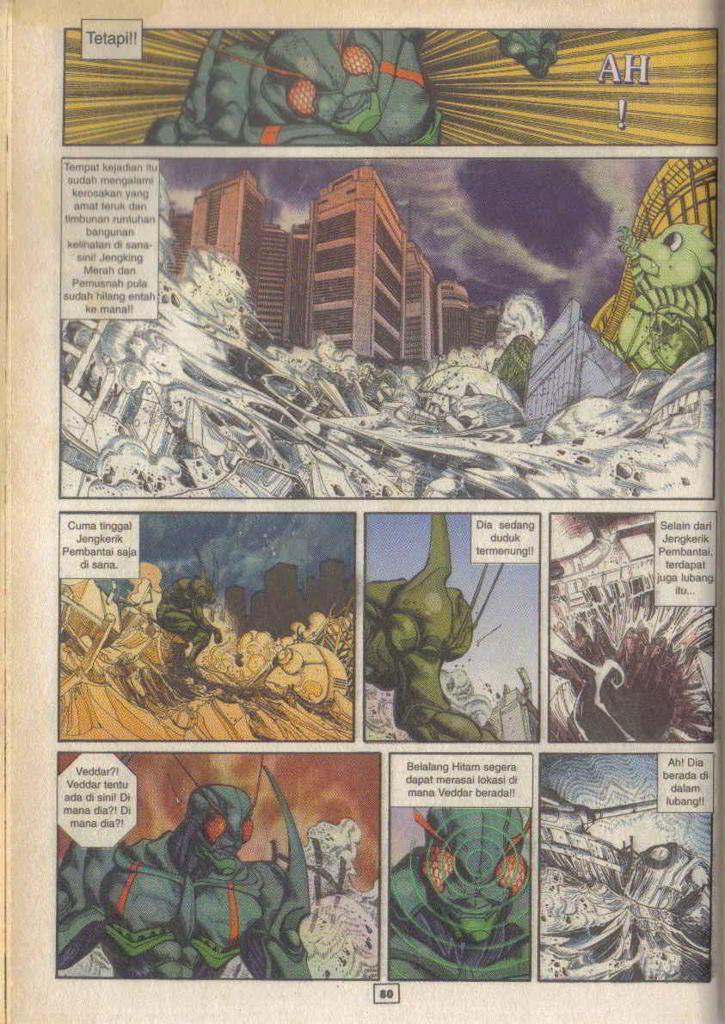 Tetapi!!
AH
!
Tempat kejadian itu
sudah mengalami
kerosakan yang
amat teruk dan
timbunan runtuhan
bangunan
kelihatan di sana-
sini! Jengking
Merah dan
Pemusnah pula
sudah hilang entah
ke mana!!
Cuma tinggal
Jengkerik
Pembantai saja
di sana.
Dia sedang
duduk
termenung!!
Selain dari
Jengkerik
Pembantai,
terdapat
juga lubang
itu...
Veddar?!
Veddar tentu
ada di sini! Di
mana dia?! Di
mana dia?!
Belalang Hitam segera
dapat merasai lokasi di
mana Veddar berada!!
Ah! Dia
berada di
dalam
lubang!!
80